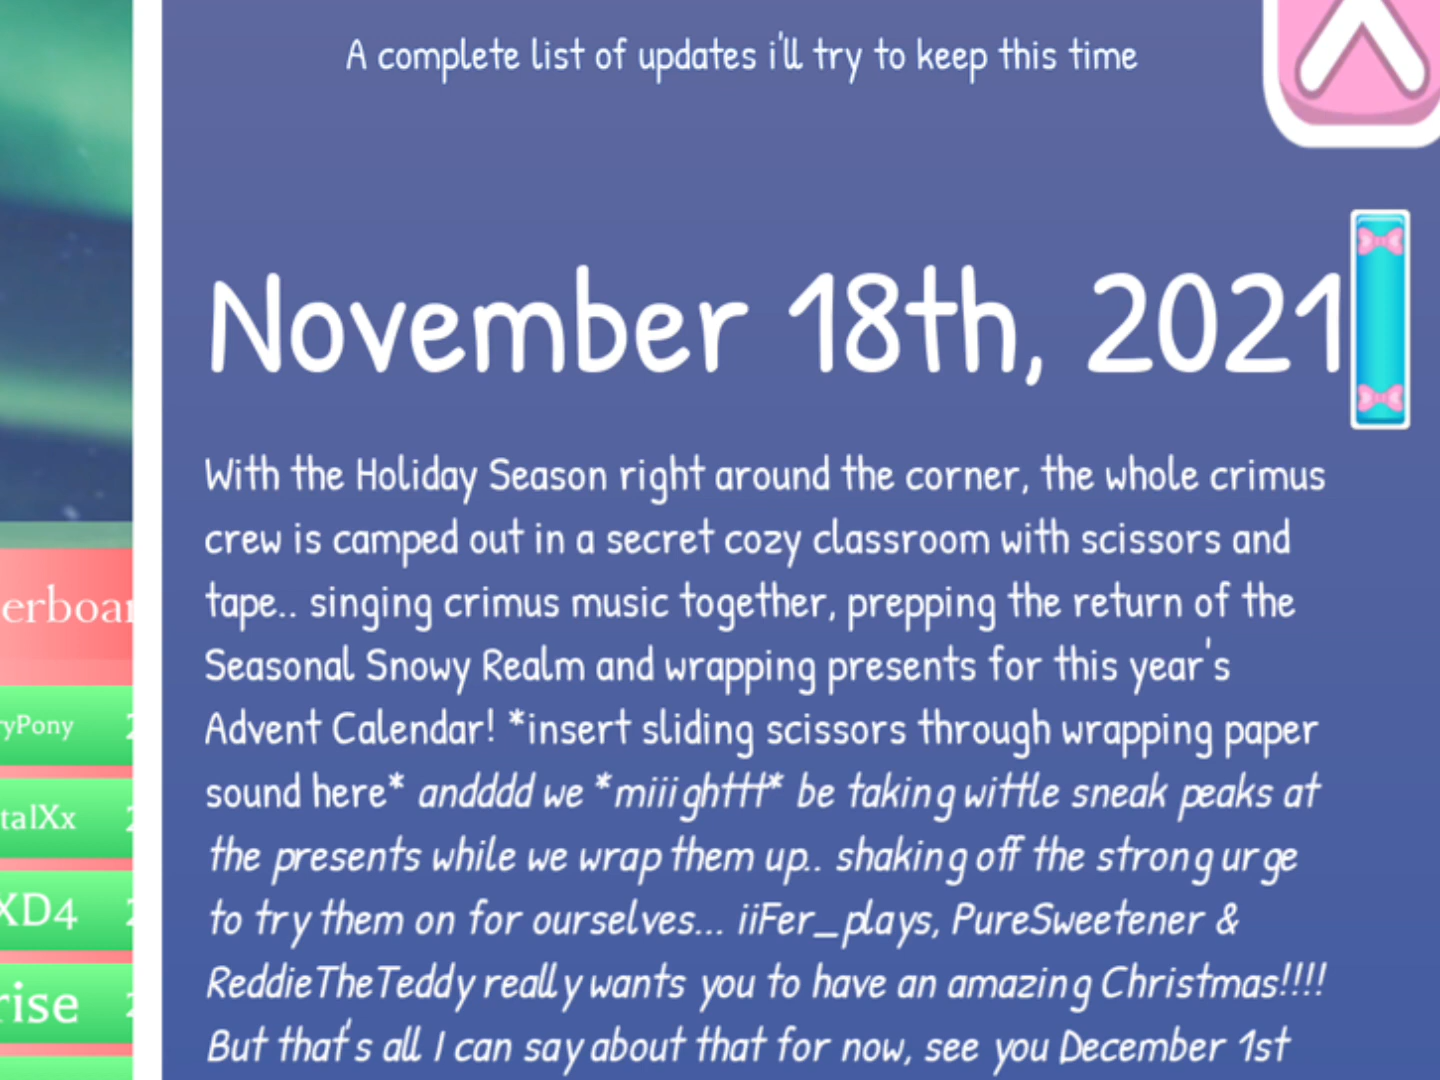 A complete list of updates i'll try to keep this time
November 18th, 2021
With the Holiday Season right around the corner, the whole crimus
crew is camped out in a secret cozy classroom with scissors and
tape.. singing crimus music together, prepping the return of the
Seasonal Snowy Realm and wrapping presents for this year's
Advent Calendar! *insert sliding scissors through wrapping paper
sound here* andddd we *miiighttt* be taking wittle sneak peaks at
the presents while we wrap them up.. shaking off the strong urge
to try them on for ourselves... iiFer_plays, PureSweetener &
ReddieTheTeddy really wants you to have an amazing Christmas!!!!
But that's all I can say about that for now, see you December 1st
erboar
ryPony
talXx
XD4
rise